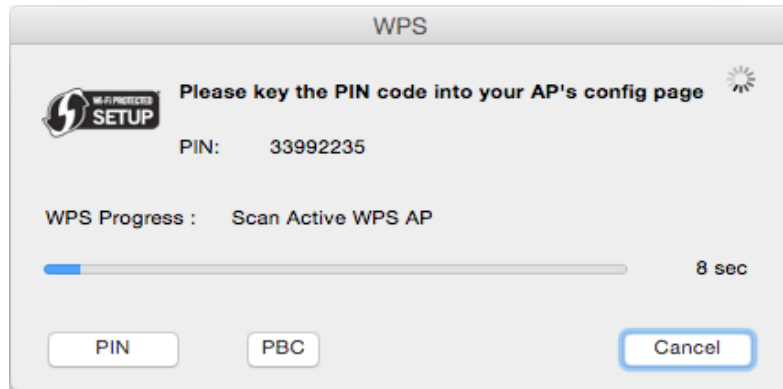 WPS
Please key the PIN code into your AP's config page
WI-FI PROTECTED
SETUP
PIN: 33992235
WPS Progress : Scan Active WPS AP
8 sec
PIN PBC Cancel